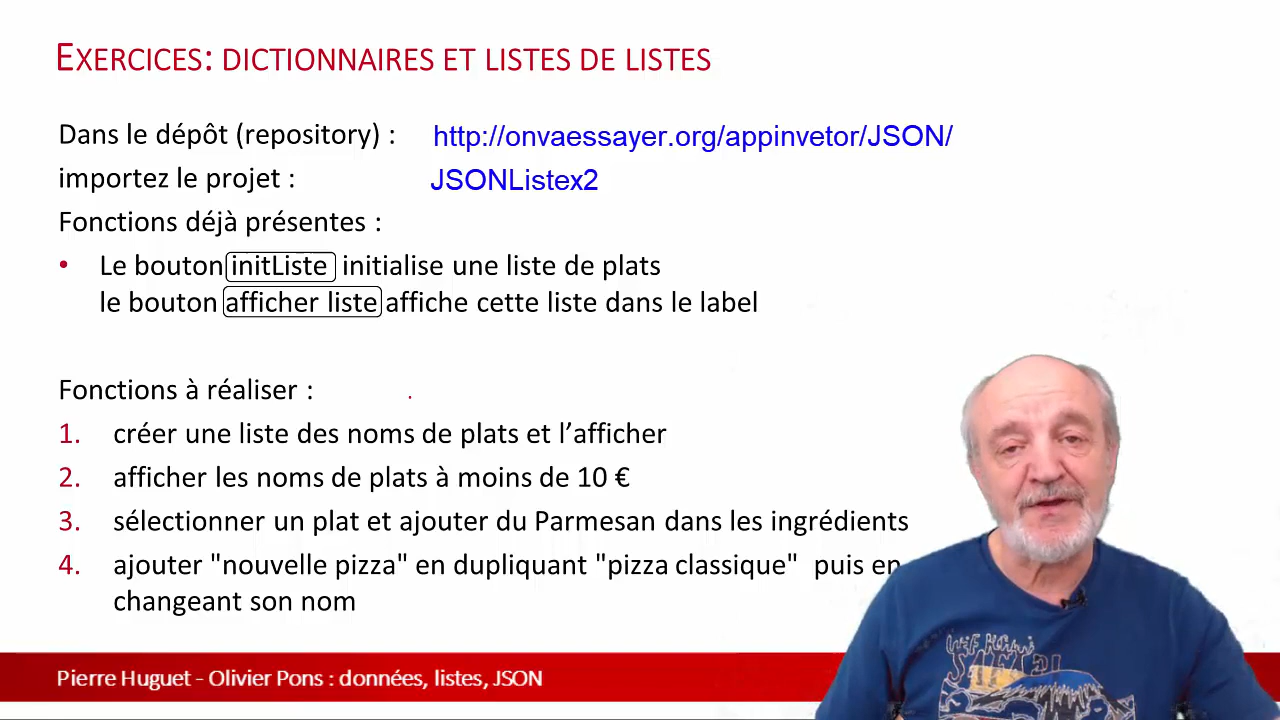 EXERCICES: DICTIONNAIRES ET LISTES DE LISTES
Dans le dépôt (repository) : http://onvaessayer.org/appinvetor/JSON/
importez le projet : JSONListex2
Fonctions déjà présentes :
• Le bouton initListe initialise une liste de plats
le bouton afficher liste affiche cette liste dans le label
Fonctions à réaliser :
1. créer une liste des noms de plats et l’afficher
2. afficher les noms de plats à moins de 10 €
3. sélectionner un plat et ajouter du Parmesan dans les ingrédients
4. ajouter "nouvelle pizza" en dupliquant "pizza classique" puis en
changeant son nom
Pierre Huguet - Olivier Pons : données, listes, JSON